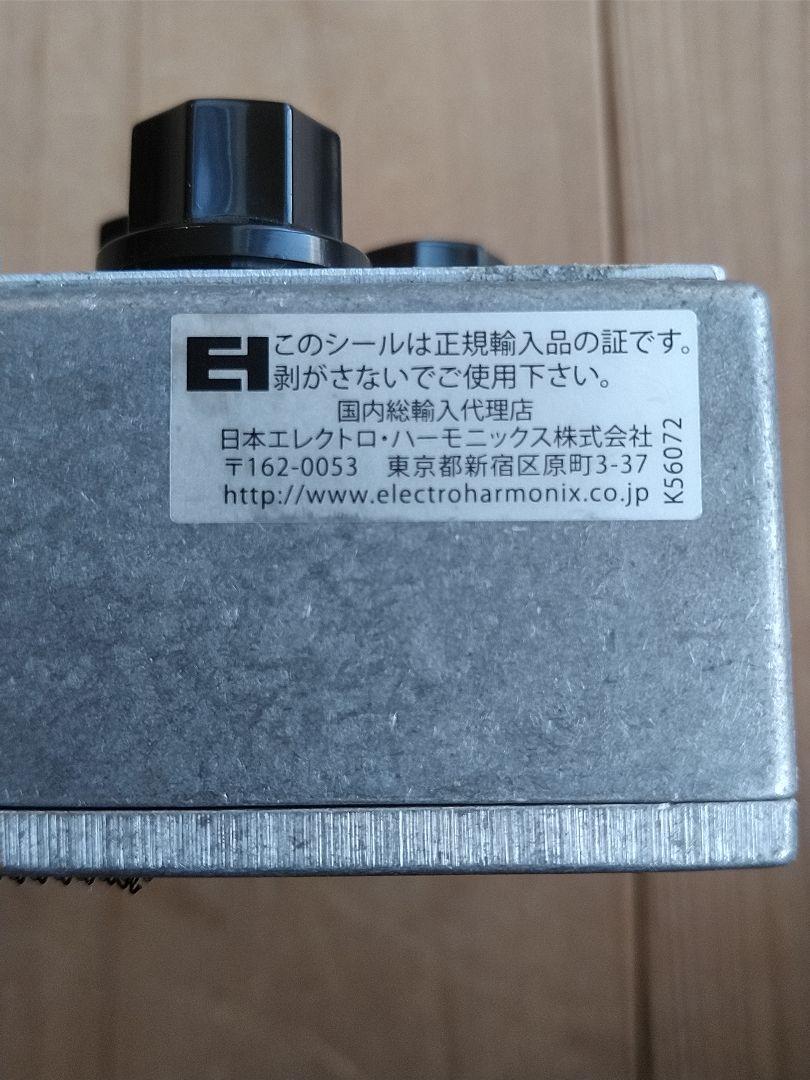 EH このシールは正規輸入品の証です。
剥がさないでご使用下さい。
国内総輸入代理店
日本エレクトロ・ハーモニックス株式会社
〒162-0053 東京都新宿区原町3-37
http://www.electroharmonix.co.jp
K56072